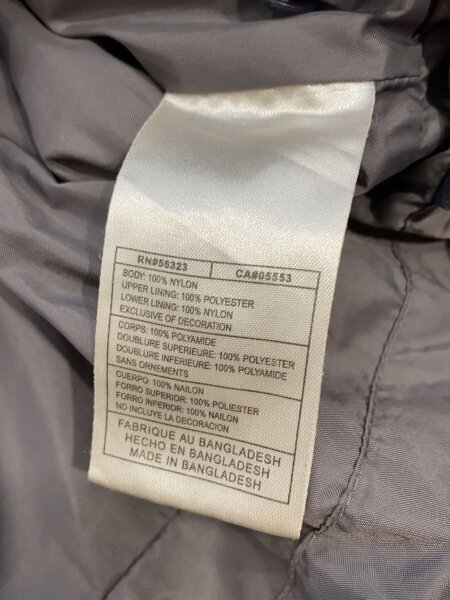 RN#56323 CA#05553
BODY: 100% NYLON
UPPER LINING: 100% POLYESTER
LOWER LINING: 100% NYLON
EXCLUSIVE OF DECORATION
CORPS: 100% POLYAMIDE
DOUBLURE SUPERIEURE: 100% POLYESTER
DOUBLURE INFERIEURE: 100% POLYAMIDE
SANS ORNEMENTS
CUERPO: 100% NAILON
FORRO SUPERIOR: 100% POLIESTER
FORRO INFERIOR: 100% NAILON
NO INCLUYE LA DECORACION
FABRIQUE AU BANGLADESH
HECHO EN BANGLADESH
MADE IN BANGLADESH